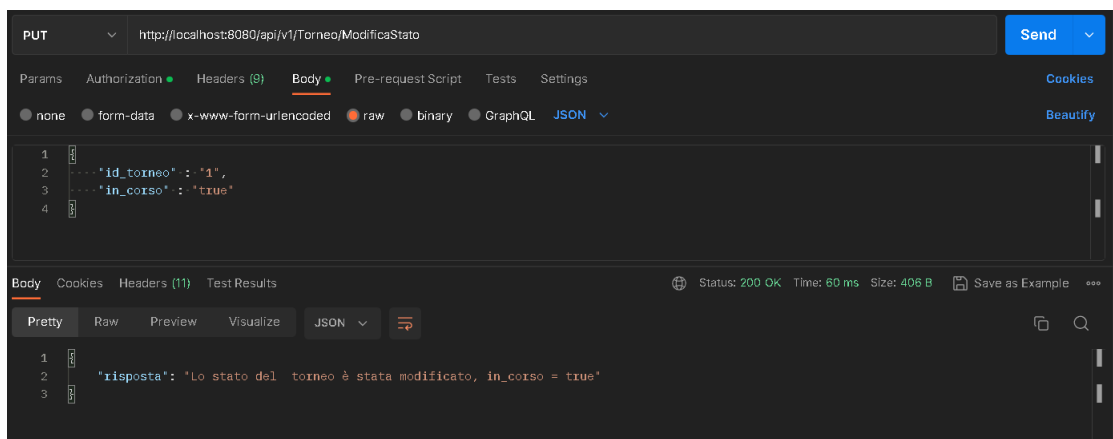 PUT http://localhost:8080/api/v1/Torneo/ModificaStato Send
Params Authorization Headers (9) Body Pre-request Script Tests Settings Cookies
none form-data x-www-form-urlencoded raw binary GraphQL JSON Beautify
1 {
2 "id_torneo" : "1",
3 "in_corso" : "true"
4 }
Body Cookies Headers (11) Test Results Status: 200 OK Time: 60 ms Size: 406 B Save as Example
Pretty Raw Preview Visualize JSON
1 {
2 "risposta": "Lo stato del  torneo è stata modificato, in_corso = true"
3 }